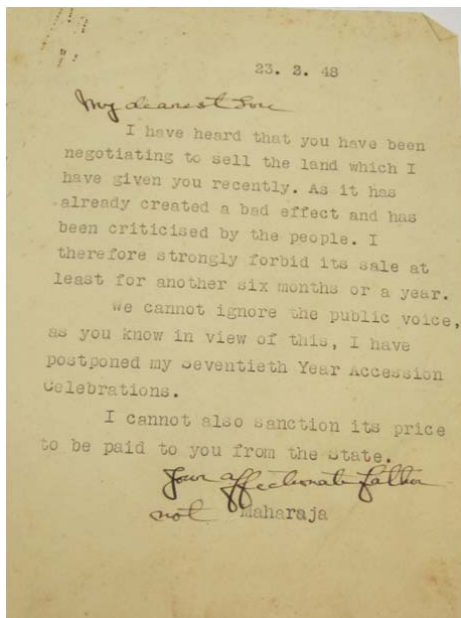 23. 2. 48
My dearest
I have heard that you have been
negotiating to sell the land which I
have given you recently. As it has
already created a bad effect and has
been criticised by the people. I
therefore strongly forbid its sale at
least for another six months or a year.
We cannot ignore the public voice,
as you know in view of this, I have
postponed my Seventieth Year Accession
Celebrations.
I cannot also sanction its price
to be paid to you from the State.
Your affectionate father
not Maharaja